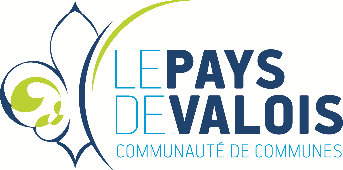 LE PAYS
DE VALOIS
COMMUNAUTÉ DE COMMUNES